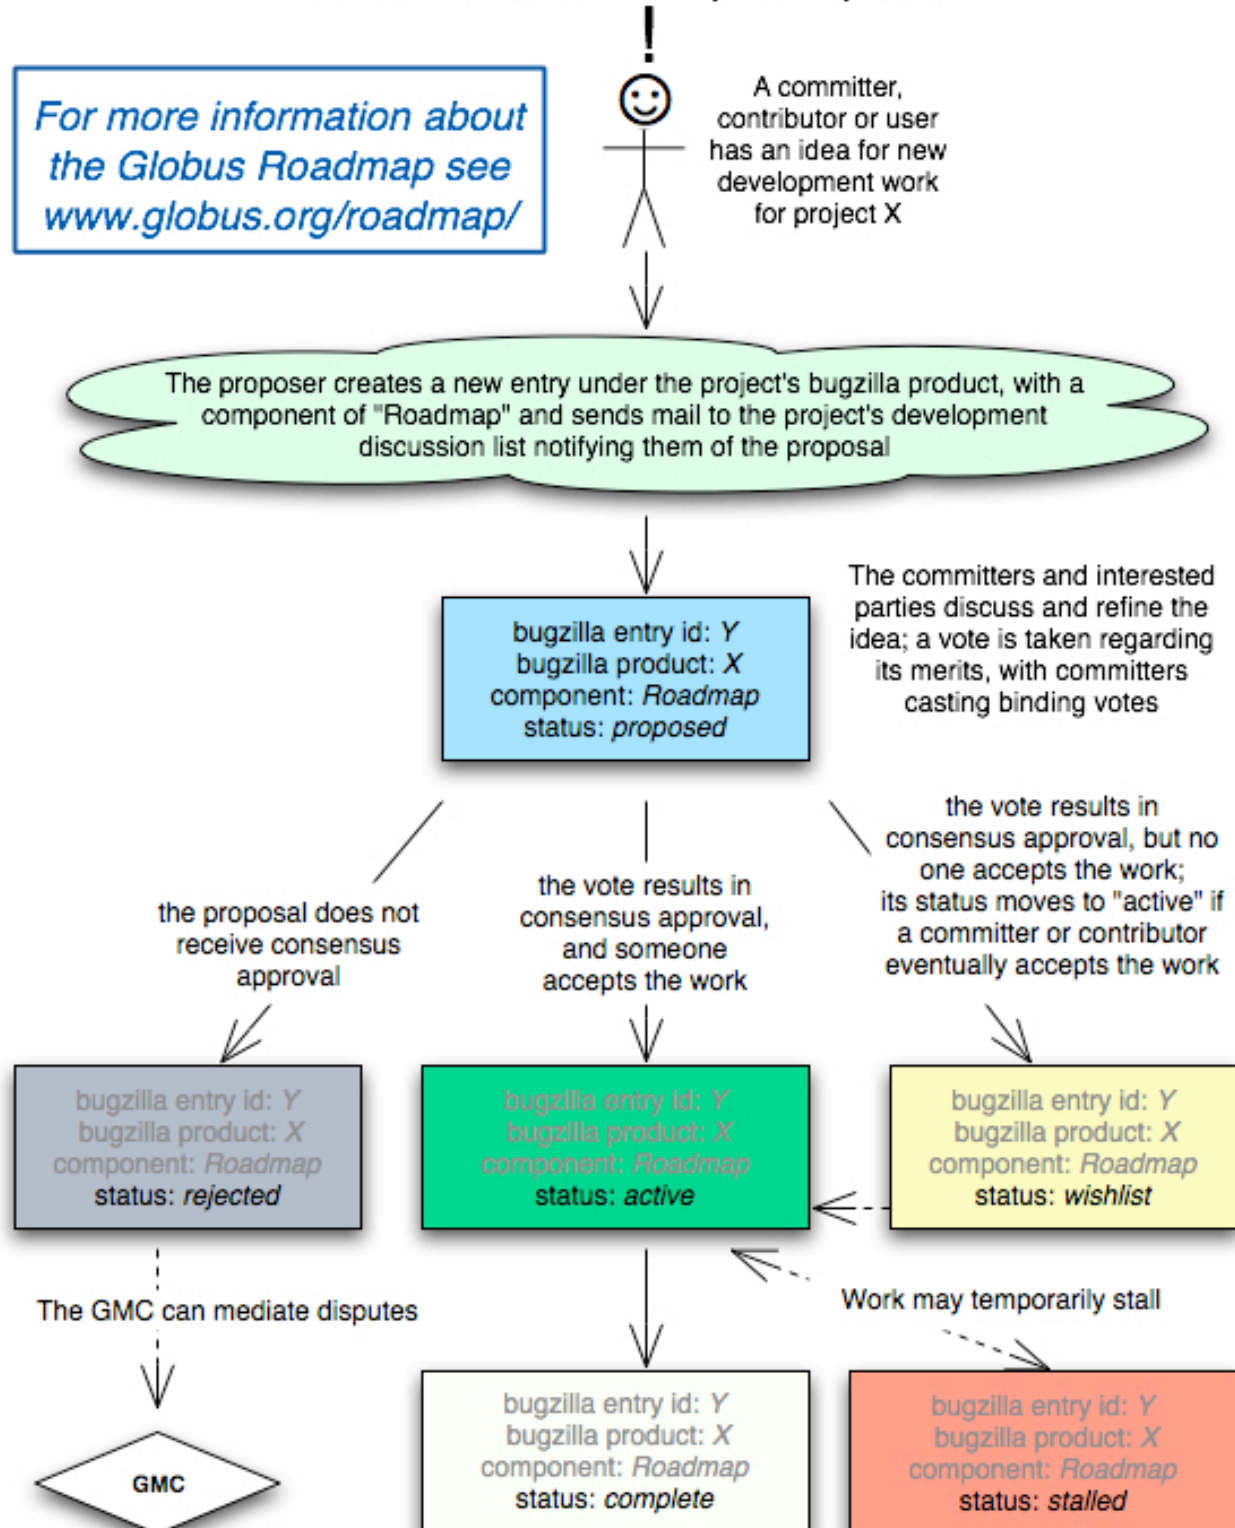 !
For more information about
the Globus Roadmap see
www.globus.org/roadmap/
A committer,
contributor or user
has an idea for new
development work
for project X
The proposer creates a new entry under the project's bugzilla product, with a
component of "Roadmap" and sends mail to the project's development
discussion list notifying them of the proposal
bugzilla entry id: Y
bugzilla product: X
component: Roadmap
status: proposed
The committers and interested
parties discuss and refine the
idea; a vote is taken regarding
its merits, with committers
casting binding votes
the proposal does not
receive consensus
approval
the vote results in
consensus approval,
and someone
accepts the work
the vote results in
consensus approval, but no
one accepts the work;
its status moves to "active" if
a committer or contributor
eventually accepts the work
bugzilla entry id: Y
bugzilla product: X
component: Roadmap
status: rejected
bugzilla entry id: Y
bugzilla product: X
component: Roadmap
status: active
bugzilla entry id: Y
bugzilla product: X
component: Roadmap
status: wishlist
The GMC can mediate disputes
Work may temporarily stall
GMC
bugzilla entry id: Y
bugzilla product: X
component: Roadmap
status: complete
bugzilla entry id: Y
bugzilla product: X
component: Roadmap
status: stalled